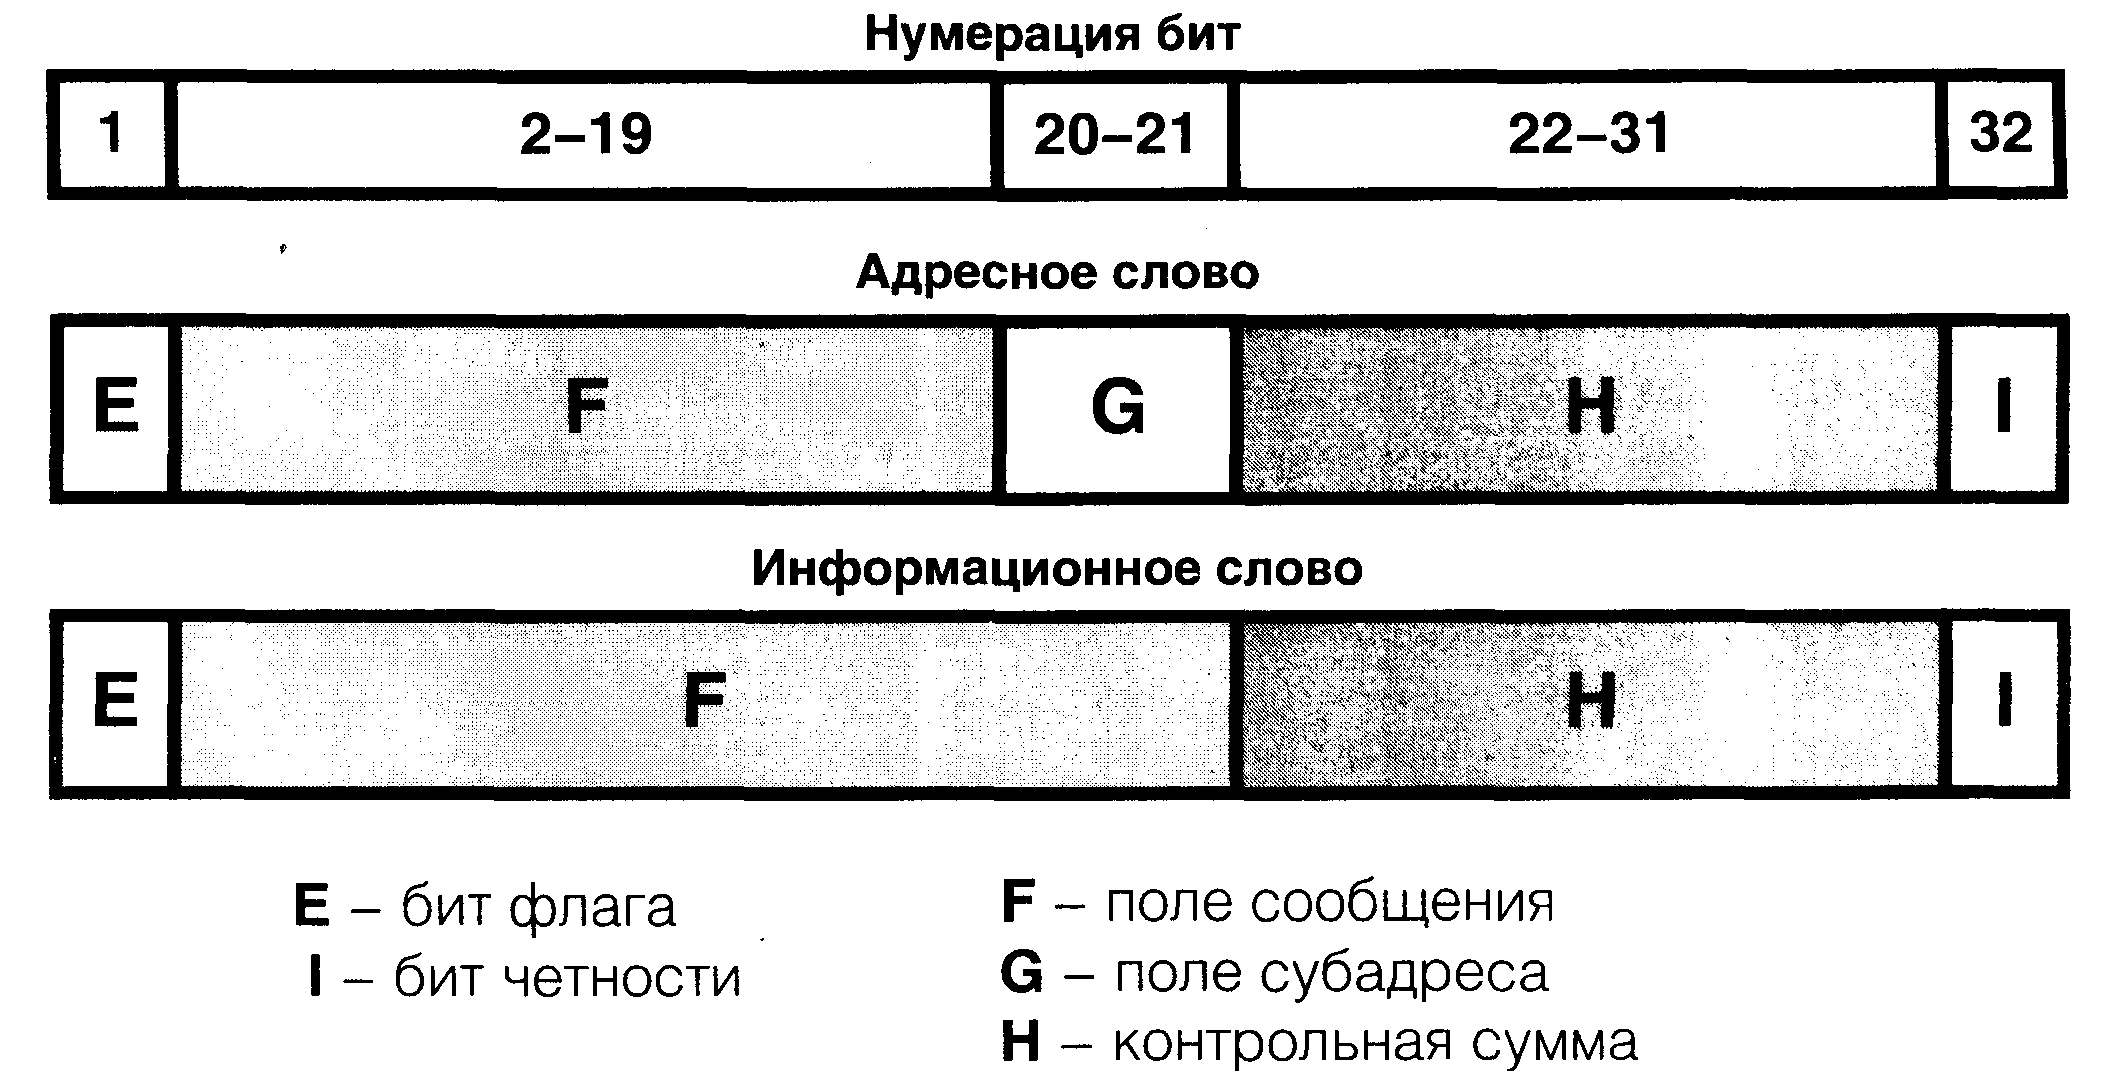 Нумерация бит
1 2–19 20–21 22–31 32
Адресное слово
E F G H I
Информационное слово
E F H I
E – бит флага
I – бит четности
F – поле сообщения
G – поле субадреса
H – контрольная сумма